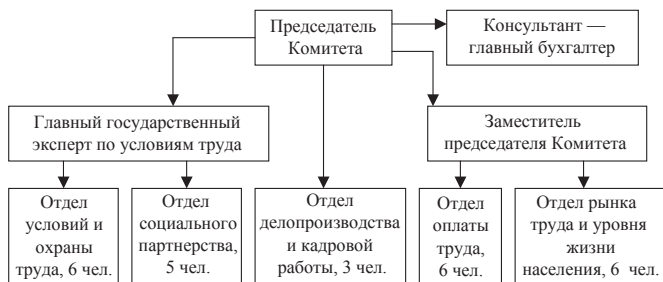 Председатель
Комитета
Консультант —
главный бухгалтер
Главный государственный
эксперт по условиям труда
Заместитель
председателя Комитета
Отдел
условий и
охраны
труда, 6 чел.
Отдел
социального
партнерства,
5 чел.
Отдел
делопроизводства
и кадровой
работы, 3 чел.
Отдел
оплаты
труда,
6 чел.
Отдел рынка
труда и уровня
жизни
населения, 6 чел.